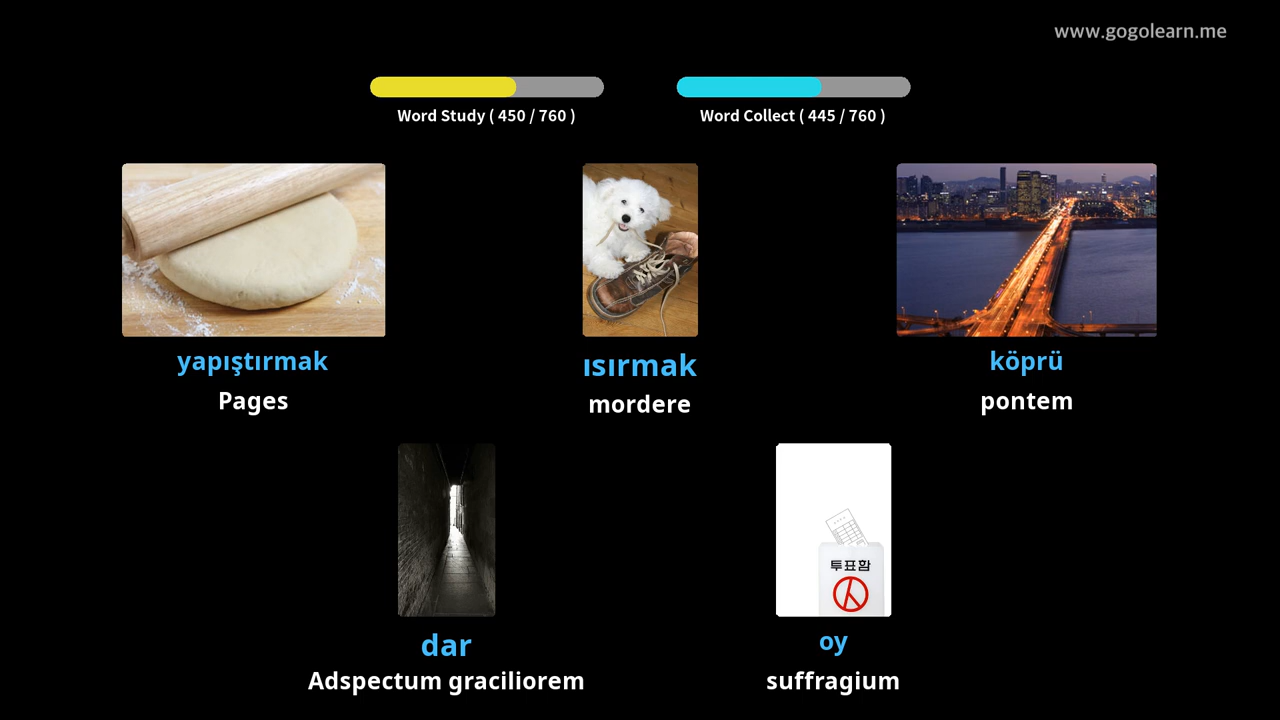 www.gogolearn.me
Word Study ( 450 / 760 )
Word Collect ( 445 / 760 )
yapıştırmak
Pages
ısırmak
mordere
köprü
pontem
투표함
dar
Adspectum graciliorem
oy
suffragium